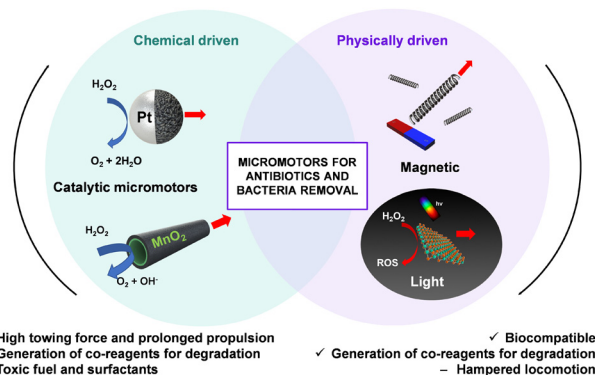 Chemical driven
Physically driven
H₂O₂
Pt
O₂ + 2H₂O
Catalytic micromotors
H₂O₂
MnO₂
O₂ + OH⁻
MICROMOTORS FOR
ANTIBIOTICS AND
BACTERIA REMOVAL
Magnetic
hv
H₂O₂
ROS
Light
High towing force and prolonged propulsion
Generation of co-reagents for degradation
Toxic fuel and surfactants
✓ Biocompatible
✓ Generation of co-reagents for degradation
– Hampered locomotion